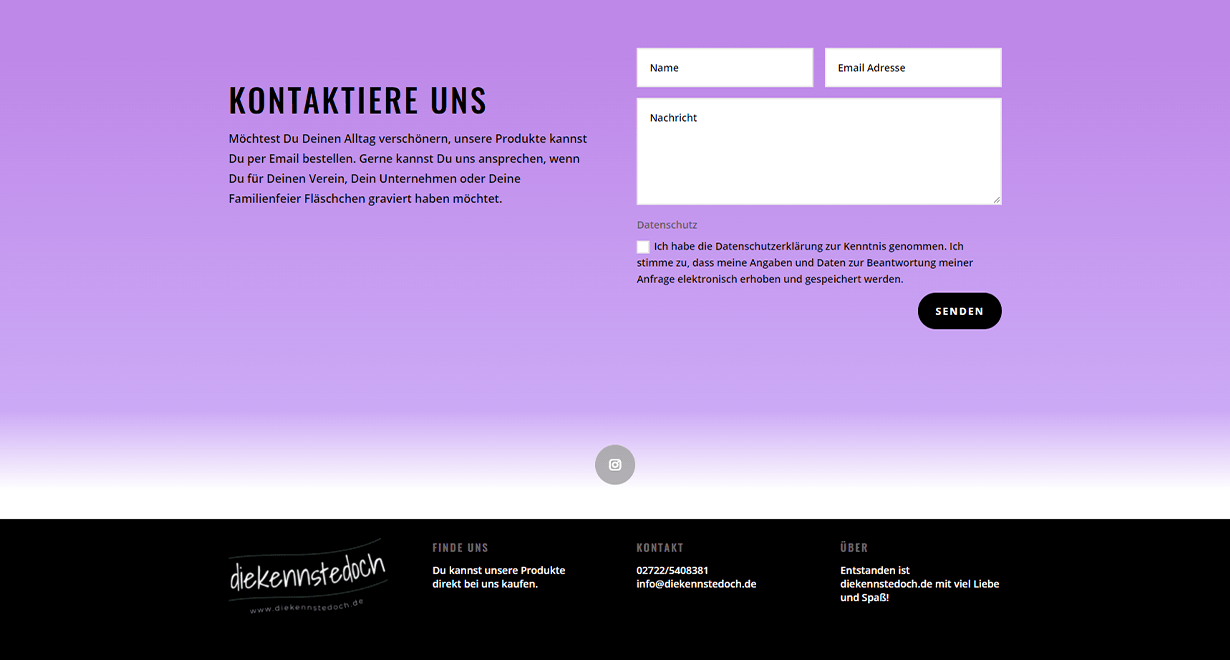 KONTAKTIERE UNS
Möchtest Du Deinen Alltag verschönern, unsere Produkte kannst
Du per Email bestellen. Gerne kannst Du uns ansprechen, wenn
Du für Deinen Verein, Dein Unternehmen oder Deine
Familienfeier Fläschchen graviert haben möchtet.
Name
Email Adresse
Nachricht
Datenschutz
Ich habe die Datenschutzerklärung zur Kenntnis genommen. Ich
stimme zu, dass meine Angaben und Daten zur Beantwortung meiner
Anfrage elektronisch erhoben und gespeichert werden.
SENDEN
diekennstedoch
www.diekennstedoch.de
FINDE UNS
Du kannst unsere Produkte
direkt bei uns kaufen.
KONTAKT
02722/5408381
info@diekennstedoch.de
ÜBER
Entstanden ist
diekennstedoch.de mit viel Liebe
und Spaß!